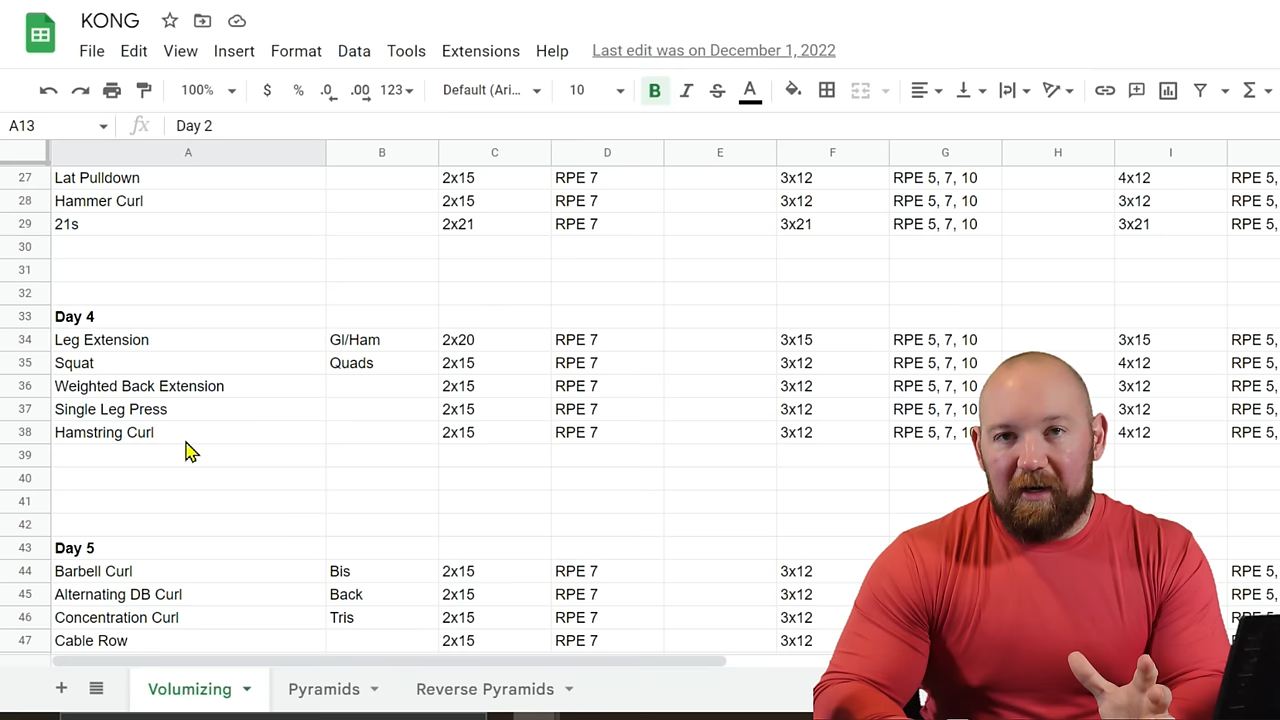 KONG
File Edit View Insert Format Data Tools Extensions Help Last edit was on December 1, 2022
100% $ % .0 .00 123 Default (Ari... 10 B I S A Σ
A13 fx Day 2
A B C D E F G H I
27 Lat Pulldown 2x15 RPE 7 3x12 RPE 5, 7, 10 4x12 RPE 5,
28 Hammer Curl 2x15 RPE 7 3x12 RPE 5, 7, 10 3x12 RPE 5,
29 21s 2x21 RPE 7 3x21 RPE 5, 7, 10 3x21 RPE 5,
30
31
32
33 Day 4
34 Leg Extension Gl/Ham 2x20 RPE 7 3x15 RPE 5, 7, 10 3x15 RPE 5,
35 Squat Quads 2x15 RPE 7 3x12 RPE 5, 7, 10 4x12 RPE 5,
36 Weighted Back Extension 2x15 RPE 7 3x12 RPE 5, 7, 10 3x12 RPE 5,
37 Single Leg Press 2x15 RPE 7 3x12 RPE 5, 7, 10 3x12 RPE 5,
38 Hamstring Curl 2x15 RPE 7 3x12 RPE 5, 7, 10 4x12 RPE 5,
39
40
41
42
43 Day 5
44 Barbell Curl Bis 2x15 RPE 7 3x12 RPE 5,
45 Alternating DB Curl Back 2x15 RPE 7 3x12 RPE 5,
46 Concentration Curl Tris 2x15 RPE 7 3x12 RPE 5,
47 Cable Row 2x15 RPE 7 3x12
Volumizing Pyramids Reverse Pyramids